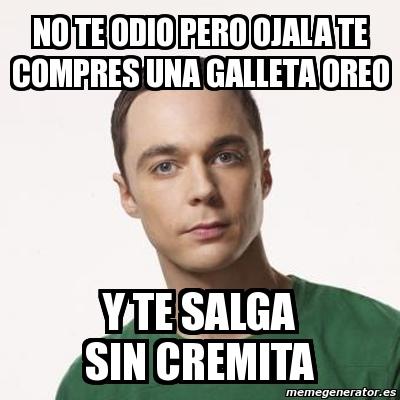 NO TE ODIO PERO OJALA TE
COMPRES UNA GALLETA OREO
Y TE SALGA
SIN CREMITA
memegenerator.es